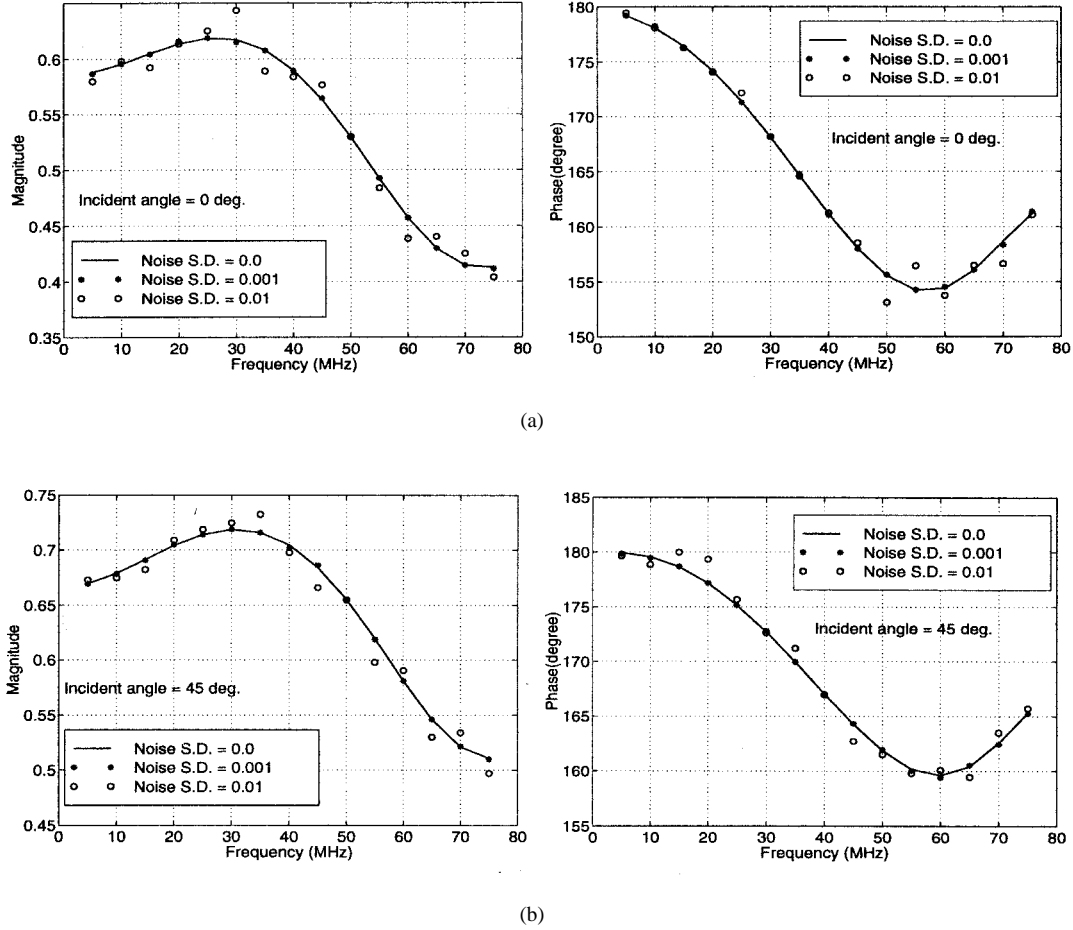 0.6
0.55
0.5
0.45
0.4
0.35
0 10 20 30 40 50 60 70 80
Magnitude
Frequency (MHz)
Incident angle = 0 deg.
Noise S.D. = 0.0
Noise S.D. = 0.001
Noise S.D. = 0.01
180
175
170
165
160
155
150
0 10 20 30 40 50 60 70 80
Phase(degree)
Frequency (MHz)
Noise S.D. = 0.0
Noise S.D. = 0.001
Noise S.D. = 0.01
Incident angle = 0 deg.
(a)
0.75
0.7
0.65
0.6
0.55
0.5
0.45
0 10 20 30 40 50 60 70 80
Magnitude
Frequency (MHz)
Incident angle = 45 deg.
Noise S.D. = 0.0
Noise S.D. = 0.001
Noise S.D. = 0.01
185
180
175
170
165
160
155
0 10 20 30 40 50 60 70 80
Phase(degree)
Frequency (MHz)
Noise S.D. = 0.0
Noise S.D. = 0.001
Noise S.D. = 0.01
Incident angle = 45 deg.
(b)